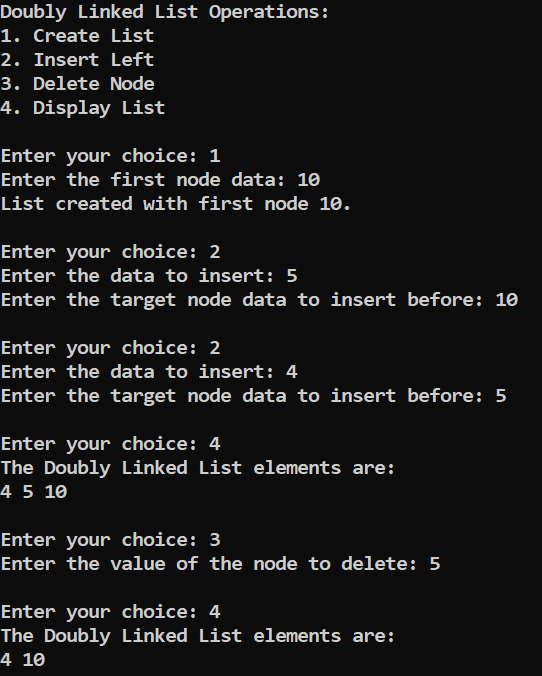 Doubly Linked List Operations:
1. Create List
2. Insert Left
3. Delete Node
4. Display List
Enter your choice: 1
Enter the first node data: 10
List created with first node 10.
Enter your choice: 2
Enter the data to insert: 5
Enter the target node data to insert before: 10
Enter your choice: 2
Enter the data to insert: 4
Enter the target node data to insert before: 5
Enter your choice: 4
The Doubly Linked List elements are:
4 5 10
Enter your choice: 3
Enter the value of the node to delete: 5
Enter your choice: 4
The Doubly Linked List elements are:
4 10